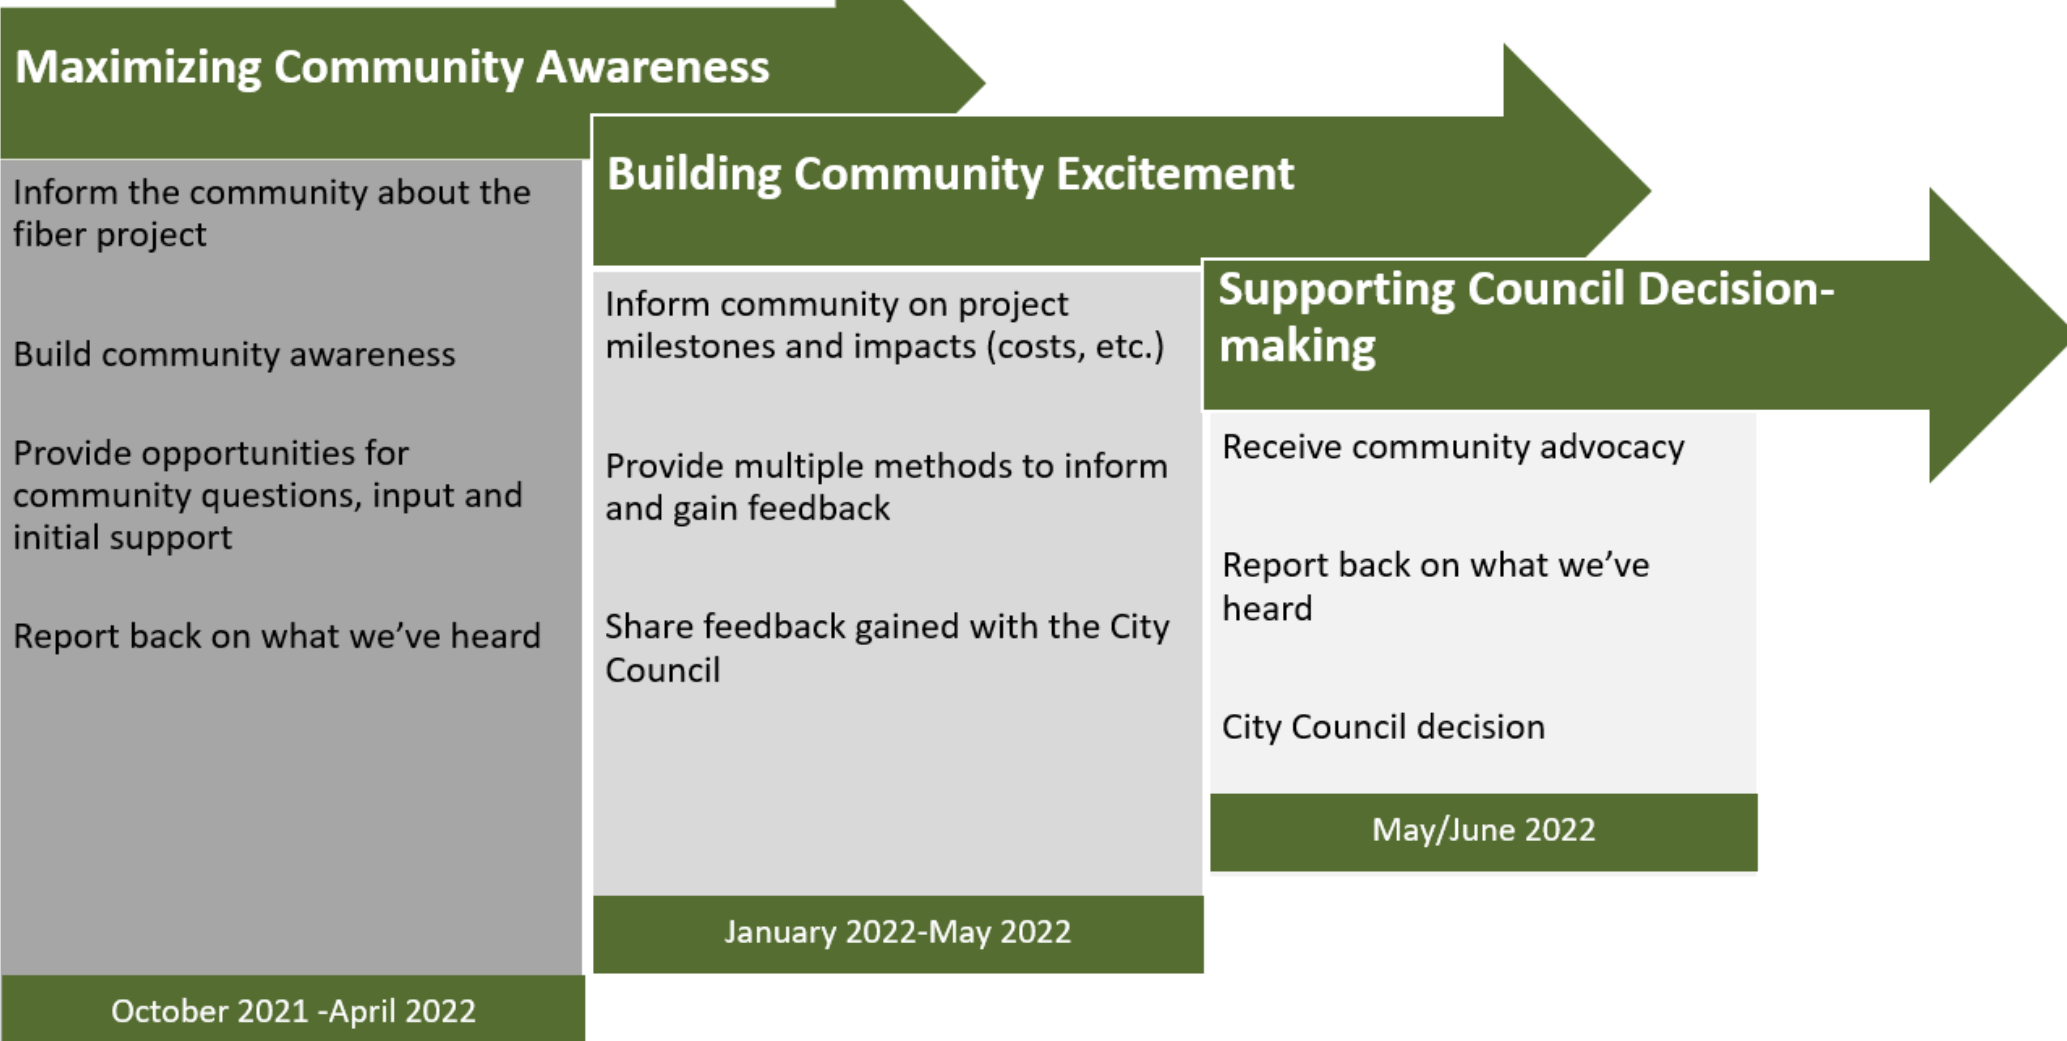 Maximizing Community Awareness
Inform the community about the
fiber project
Build community awareness
Provide opportunities for
community questions, input and
initial support
Report back on what we’ve heard
October 2021 -April 2022
Building Community Excitement
Inform community on project
milestones and impacts (costs, etc.)
Provide multiple methods to inform
and gain feedback
Share feedback gained with the City
Council
January 2022-May 2022
Supporting Council Decision-
making
Receive community advocacy
Report back on what we’ve
heard
City Council decision
May/June 2022